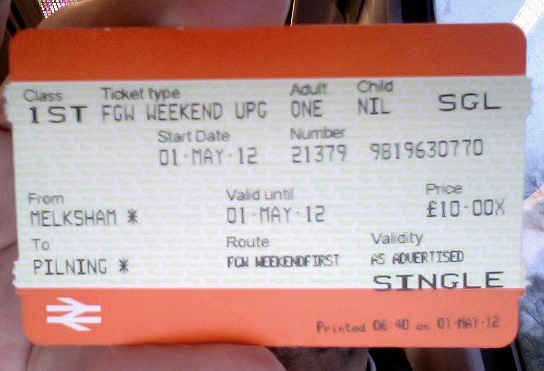 Class Ticket type Adult Child
1ST FGW WEEKEND UPG ONE NIL SGL
Start Date Number
01·MAY·12 21379 9819630770
From Valid until Price
MELKSHAM * 01·MAY·12 £10·00X
To Route Validity
PILNING * FGW WEEKENDFIRST AS ADVERTISED
SINGLE
Printed 06 40 on 01·MAY·12